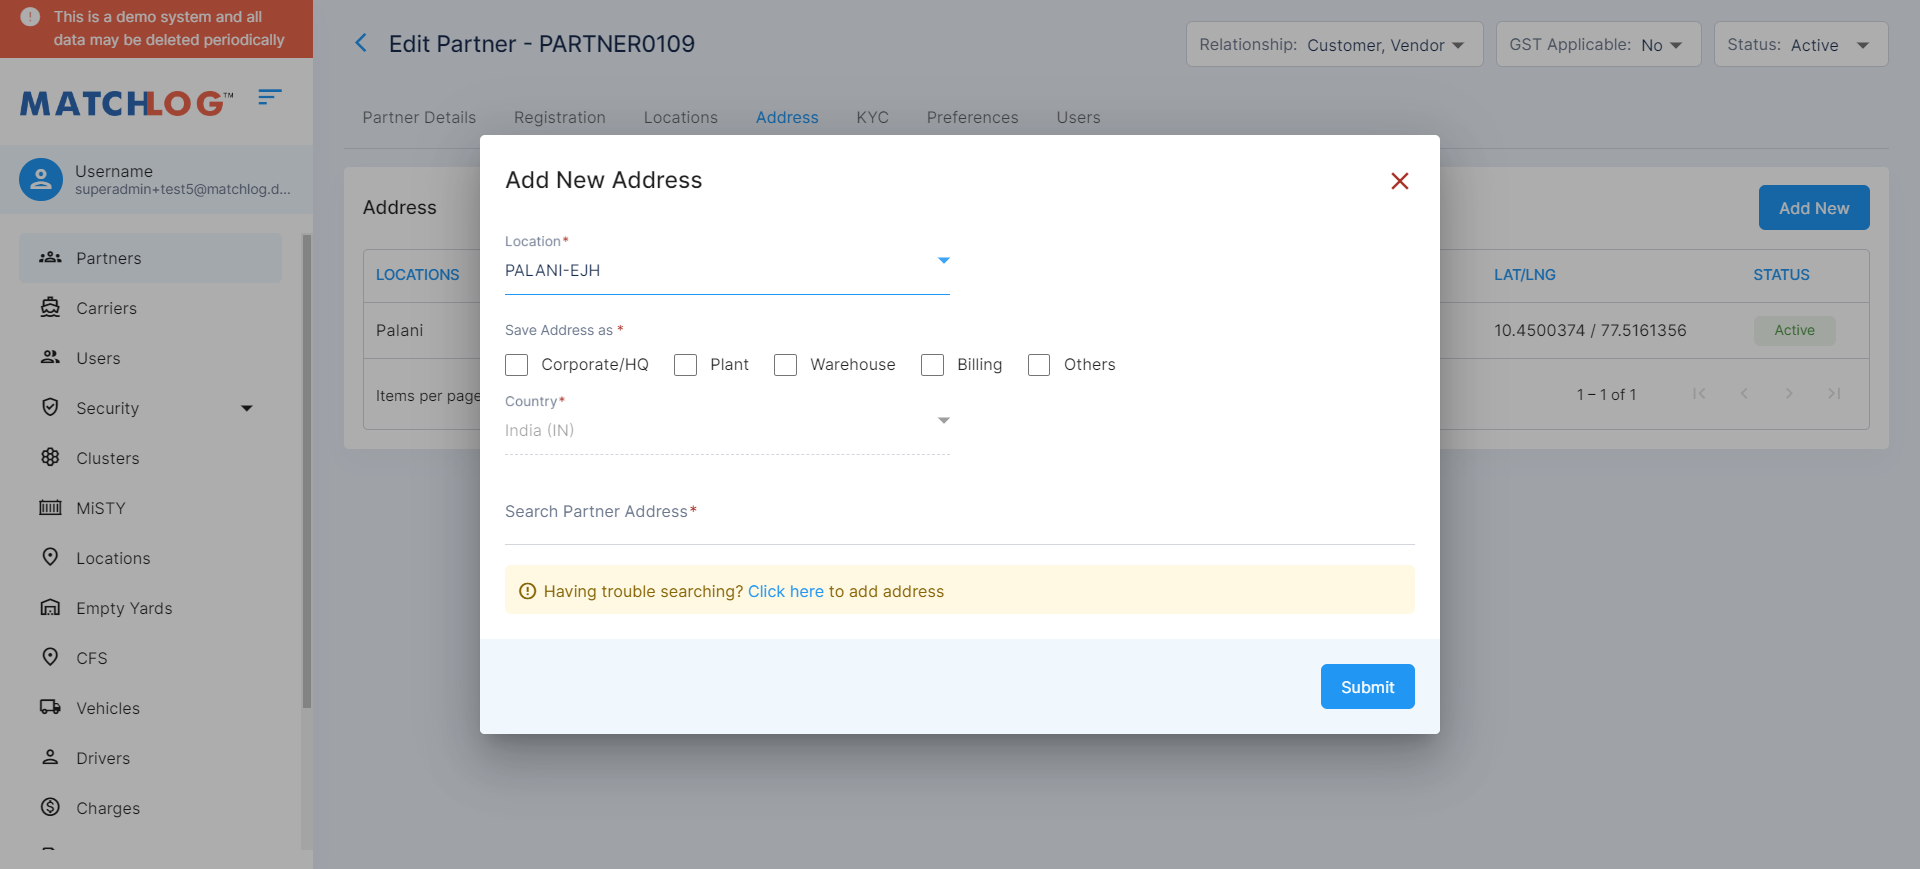 This is a demo system and all
data may be deleted periodically
MATCHLOG™
Username
superadmin+test5@matchlog.d...
Partners
Carriers
Users
Security
Clusters
MiSTY
Locations
Empty Yards
CFS
Vehicles
Drivers
Charges
Edit Partner - PARTNER0109
Relationship: Customer, Vendor
GST Applicable: No
Status: Active
Partner Details
Registration
Locations
Address
KYC
Preferences
Users
Address
Add New
LOCATIONS
LAT/LNG
STATUS
Palani
10.4500374 / 77.5161356
Active
Items per page
1 – 1 of 1
Add New Address
Location*
PALANI-EJH
Save Address as *
Corporate/HQ
Plant
Warehouse
Billing
Others
Country*
India (IN)
Search Partner Address*
Having trouble searching? Click here to add address
Submit